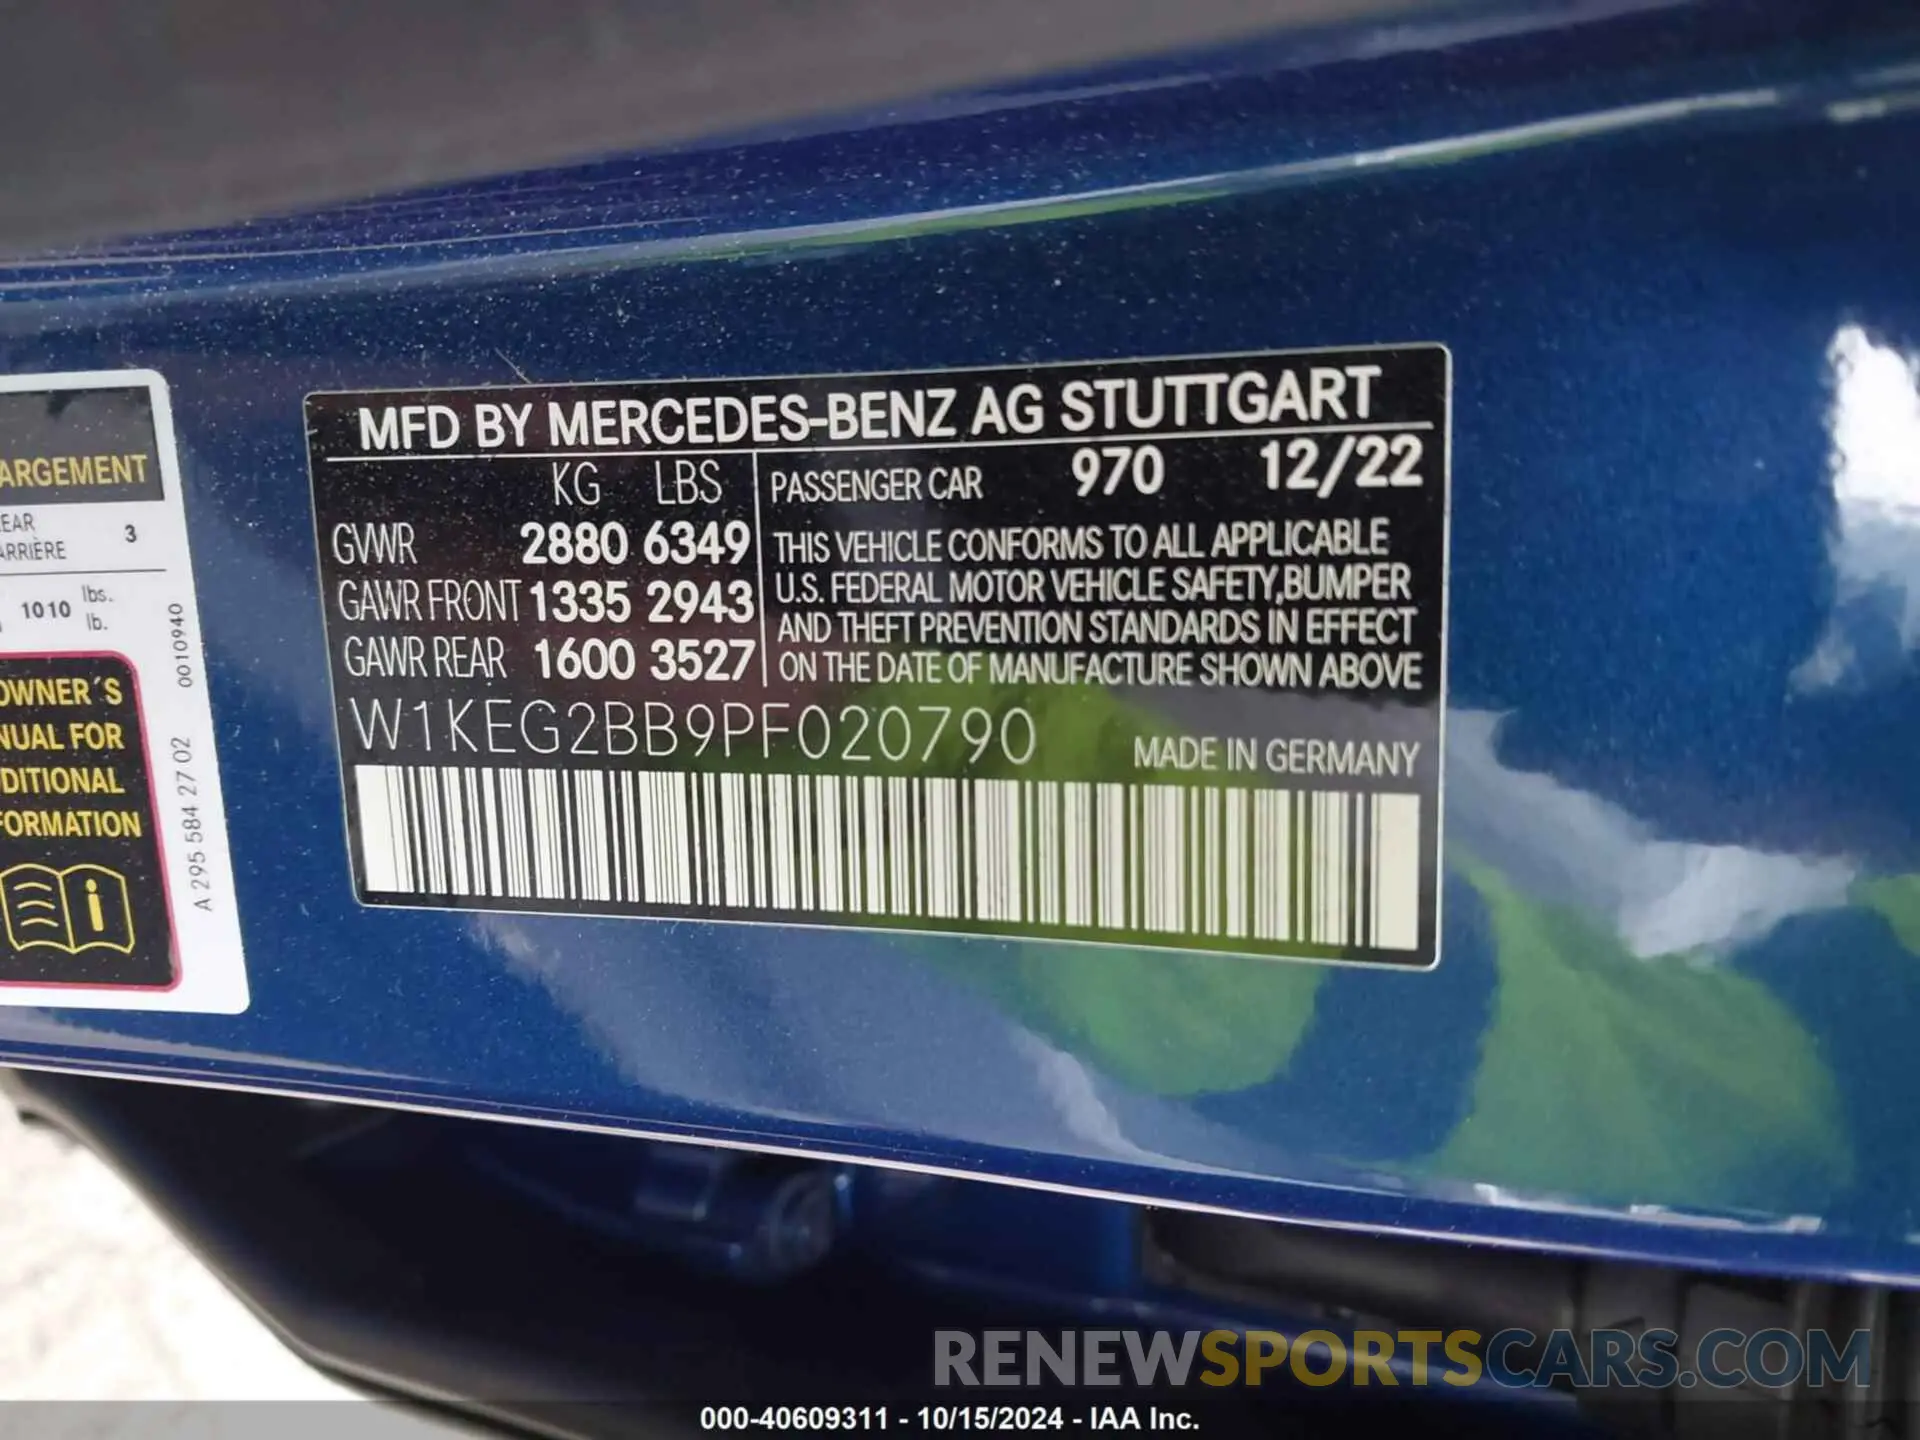 ARGEMENT
EAR
ARRIÈRE 3
1010 lbs.
lb.
OWNER´S
NUAL FOR
DITIONAL
FORMATION
0010940
A 295 584 27 02
MFD BY MERCEDES-BENZ AG STUTTGART
KG LBS
GVWR 2880 6349
GAWR FRONT 1335 2943
GAWR REAR 1600 3527
PASSENGER CAR 970 12/22
THIS VEHICLE CONFORMS TO ALL APPLICABLE
U.S. FEDERAL MOTOR VEHICLE SAFETY,BUMPER
AND THEFT PREVENTION STANDARDS IN EFFECT
ON THE DATE OF MANUFACTURE SHOWN ABOVE
W1KEG2BB9PF020790
MADE IN GERMANY
RENEWSPORTSCARS.COM
000-40609311 - 10/15/2024 - IAA Inc.